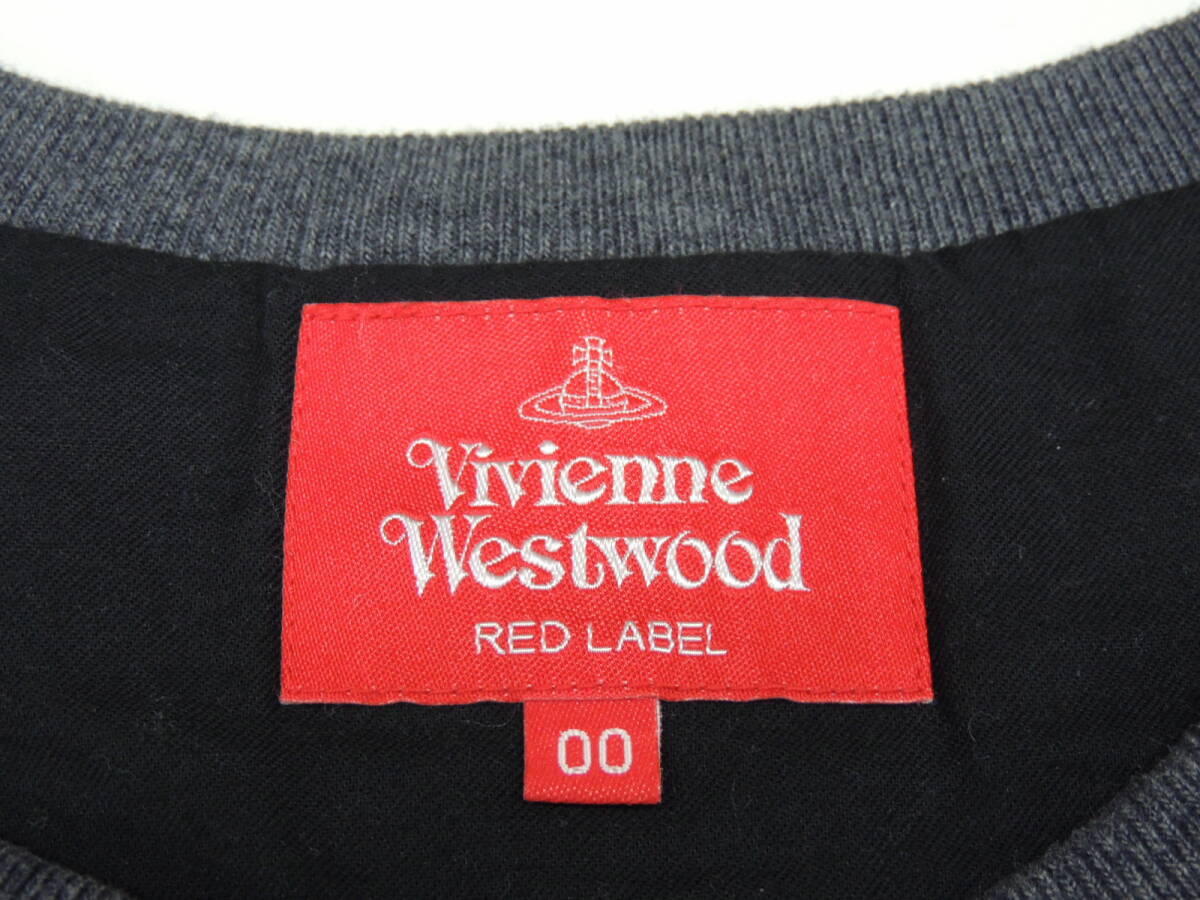 Vivienne
Westwood
RED LABEL
00